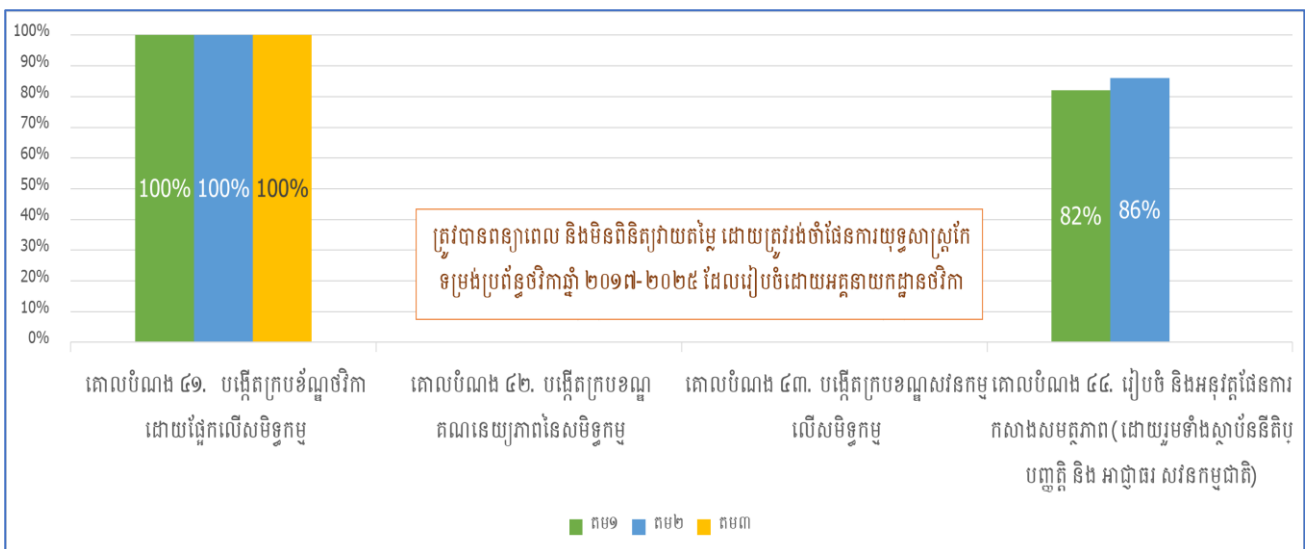 100%
90%
80%
70%
60%
50%
40%
30%
20%
10%
0%
100% 100% 100%
82% 86%
ត្រូវបានពន្យាពេល និងមិនពិនិត្យវាយតម្លៃ ដោយត្រូវរង់ចាំផែនការយុទ្ធសាស្ត្រកែ
ទម្រង់ប្រព័ន្ធថវិកាឆ្នាំ ២០១៧-២០២៥ ដែលរៀបចំដោយអគ្គនាយកដ្ឋានថវិកា
គោលបំណង ៤១. បង្កើតក្របខ័ណ្ឌថវិកា
ដោយផ្អែកលើសមិទ្ធកម្ម
គោលបំណង ៤២. បង្កើតក្របខណ្ឌ
គណនេយ្យភាពនៃសមិទ្ធកម្ម
គោលបំណង ៤៣. បង្កើតក្របខណ្ឌសវនកម្ម
លើសមិទ្ធកម្ម
គោលបំណង ៤៤. រៀបចំ និងអនុវត្តផែនការ
កសាងសមត្ថភាព (ដោយរួមទាំងស្ថាប័ននីតិប្ប
បញ្ញត្តិ និង អាជ្ញាធរ សវនកម្មជាតិ)
តម១ តម២ តម៣